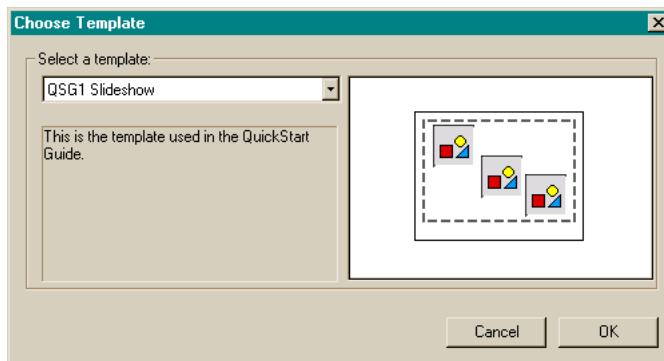 Choose Template
Select a template:
QSG1 Slideshow
This is the template used in the QuickStart
Guide.
Cancel
OK